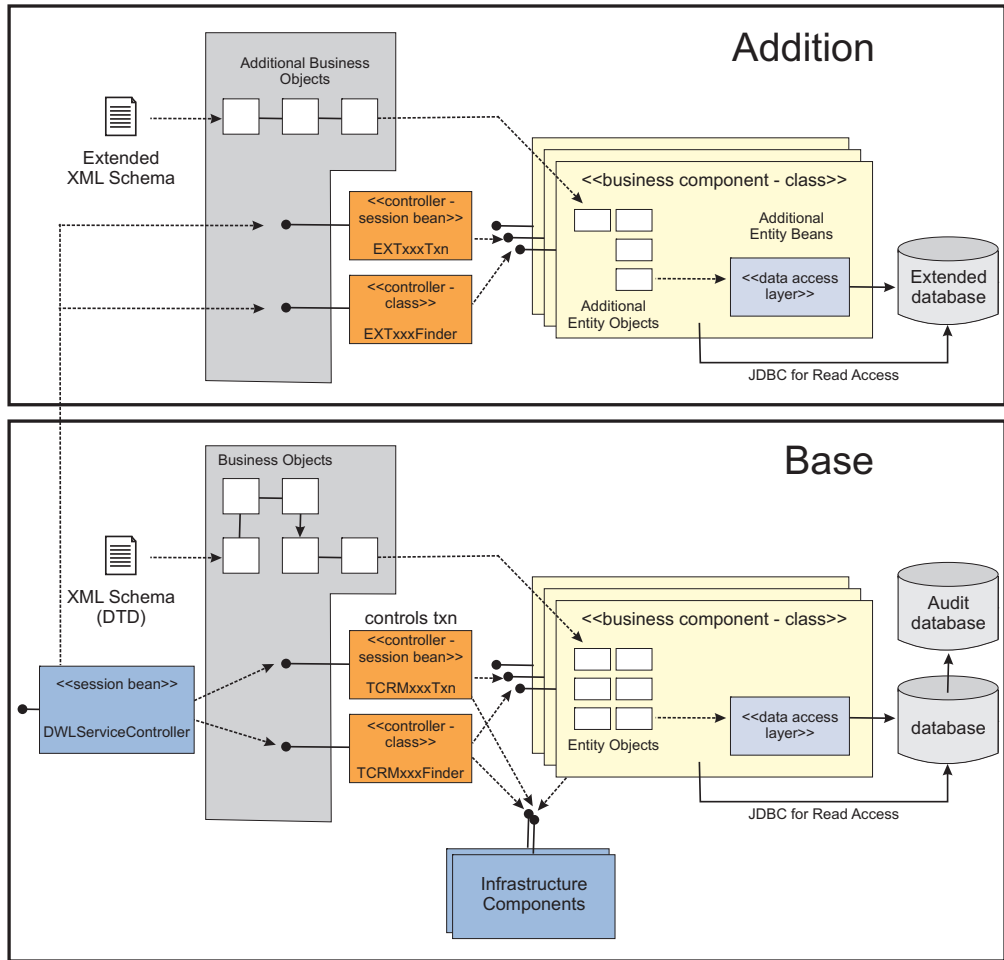 Addition
Additional Business
Objects
Extended
XML Schema
<<controller -
session bean>>
EXTxxxTxn
<<controller -
class>>
EXTxxxFinder
<<business component - class>>
Additional
Entity Beans
<<data access
layer>>
Additional
Entity Objects
Extended
database
JDBC for Read Access
Base
Business Objects
XML Schema
(DTD)
controls txn
<<controller -
session bean>>
TCRMxxxTxn
<<controller -
class>>
TCRMxxxFinder
<<session bean>>
DWLServiceController
<<business component - class>>
<<data access
layer>>
Entity Objects
Audit
database
database
JDBC for Read Access
Infrastructure
Components